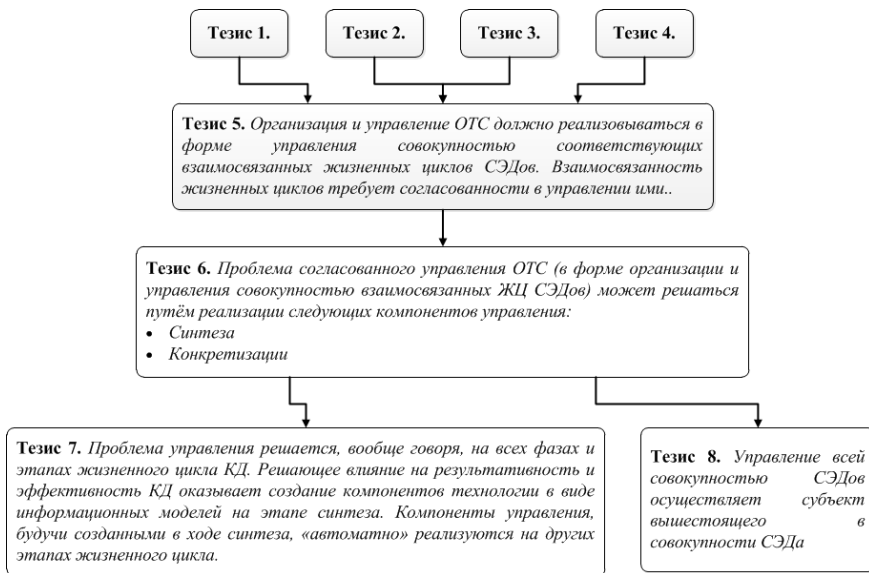 Тезис 1.
Тезис 2.
Тезис 3.
Тезис 4.
Тезис 5. Организация и управление ОТС должно реализовываться в
форме управления совокупностью соответствующих
взаимосвязанных жизненных циклов СЭДов. Взаимосвязанность
жизненных циклов требует согласованности в управлении ими..
Тезис 6. Проблема согласованного управления ОТС (в форме организации и
управления совокупностью взаимосвязанных ЖЦ СЭДов) может решаться
путём реализации следующих компонентов управления:
• Синтеза
• Конкретизации
Тезис 7. Проблема управления решается, вообще говоря, на всех фазах и
этапах жизненного цикла КД. Решающее влияние на результативность и
эффективность КД оказывает создание компонентов технологии в виде
информационных моделей на этапе синтеза. Компоненты управления,
будучи созданными в ходе синтеза, «автоматно» реализуются на других
этапах жизненного цикла.
Тезис 8. Управление всей
совокупностью СЭДов
осуществляет субъект
вышестоящего в
совокупности СЭДа